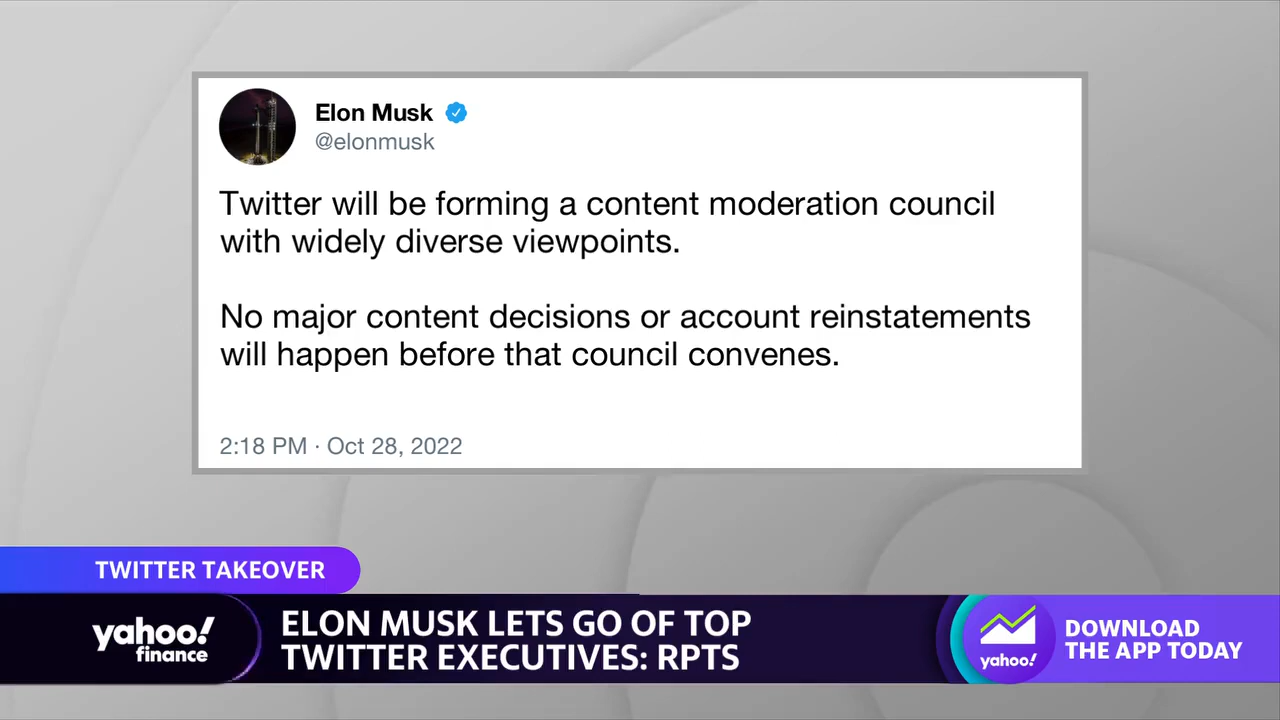 Elon Musk
@elonmusk
Twitter will be forming a content moderation council
with widely diverse viewpoints.
No major content decisions or account reinstatements
will happen before that council convenes.
2:18 PM · Oct 28, 2022
TWITTER TAKEOVER
yahoo!
finance
ELON MUSK LETS GO OF TOP
TWITTER EXECUTIVES: RPTS
yahoo!
DOWNLOAD
THE APP TODAY